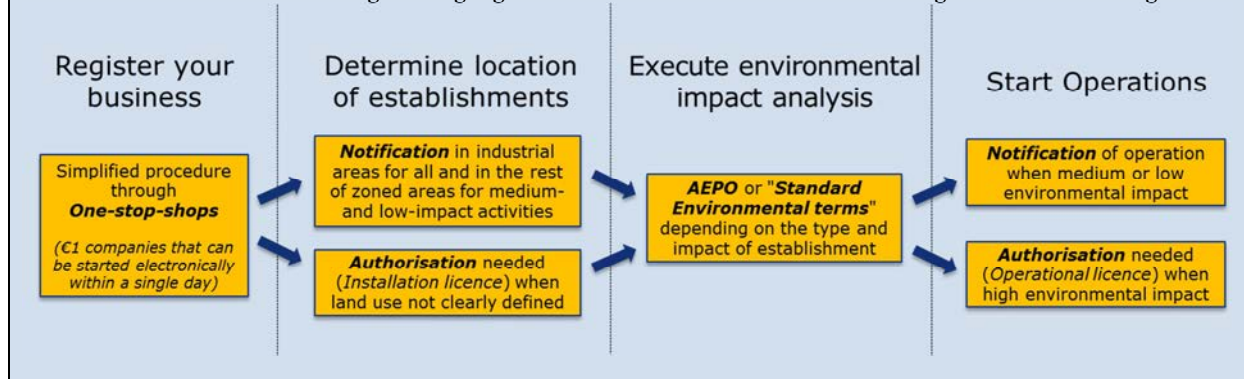 Register your
business
Simplified procedure
through
One-stop-shops
(€1 companies that can
be started electronically
within a single day)
Determine location
of establishments
Notification in industrial
areas for all and in the rest
of zoned areas for medium-
and low-impact activities
Authorisation needed
(Installation licence) when
land use not clearly defined
Execute environmental
impact analysis
AEPO or "Standard
Environmental terms"
depending on the type and
impact of establishment
Start Operations
Notification of operation
when medium or low
environmental impact
Authorisation needed
(Operational licence) when
high environmental impact